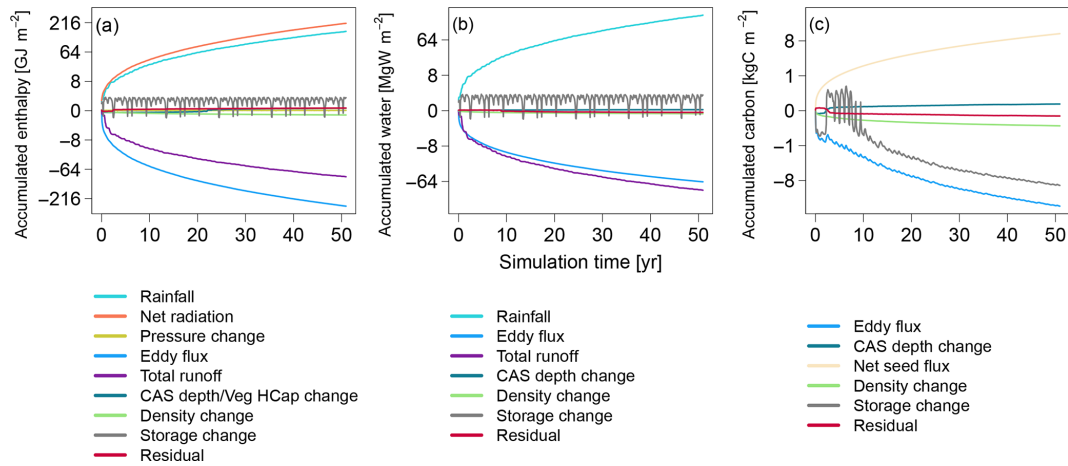 (a)
Accumulated enthalpy [GJ m⁻²]
216
64
8
0
−8
−64
−216
0 10 20 30 40 50
(b)
Accumulated water [MgW m⁻²]
64
8
0
−8
−64
0 10 20 30 40 50
(c)
Accumulated carbon [kgC m⁻²]
8
1
0
−1
−8
0 10 20 30 40 50
Simulation time [yr]
Rainfall
Net radiation
Pressure change
Eddy flux
Total runoff
CAS depth/Veg HCap change
Density change
Storage change
Residual
Rainfall
Eddy flux
Total runoff
CAS depth change
Density change
Storage change
Residual
Eddy flux
CAS depth change
Net seed flux
Density change
Storage change
Residual